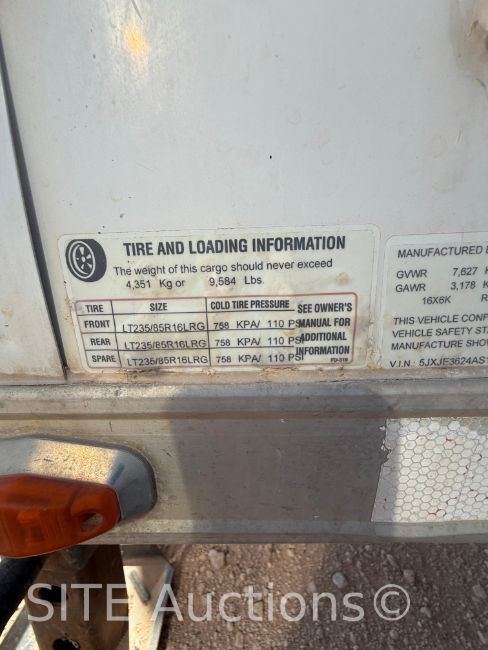 TIRE AND LOADING INFORMATION
The weight of this cargo should never exceed
4,351 Kg or 9,584 Lbs.
TIRE SIZE COLD TIRE PRESSURE SEE OWNER'S MANUAL FOR ADDITIONAL INFORMATION
FRONT LT235/85R16LRG 758 KPA/ 110 PSI
REAR LT235/85R16LRG 758 KPA/ 110 PSI
SPARE LT235/85R16LRG 758 KPA/ 110 PSI
MANUFACTURED
GVWR 7,627
GAWR 3,178
16X6K
THIS VEHICLE
VEHICLE SAFETY
MANUFACTURE
V.I.N.: 5JXJE3624AS
SITE Auctions©